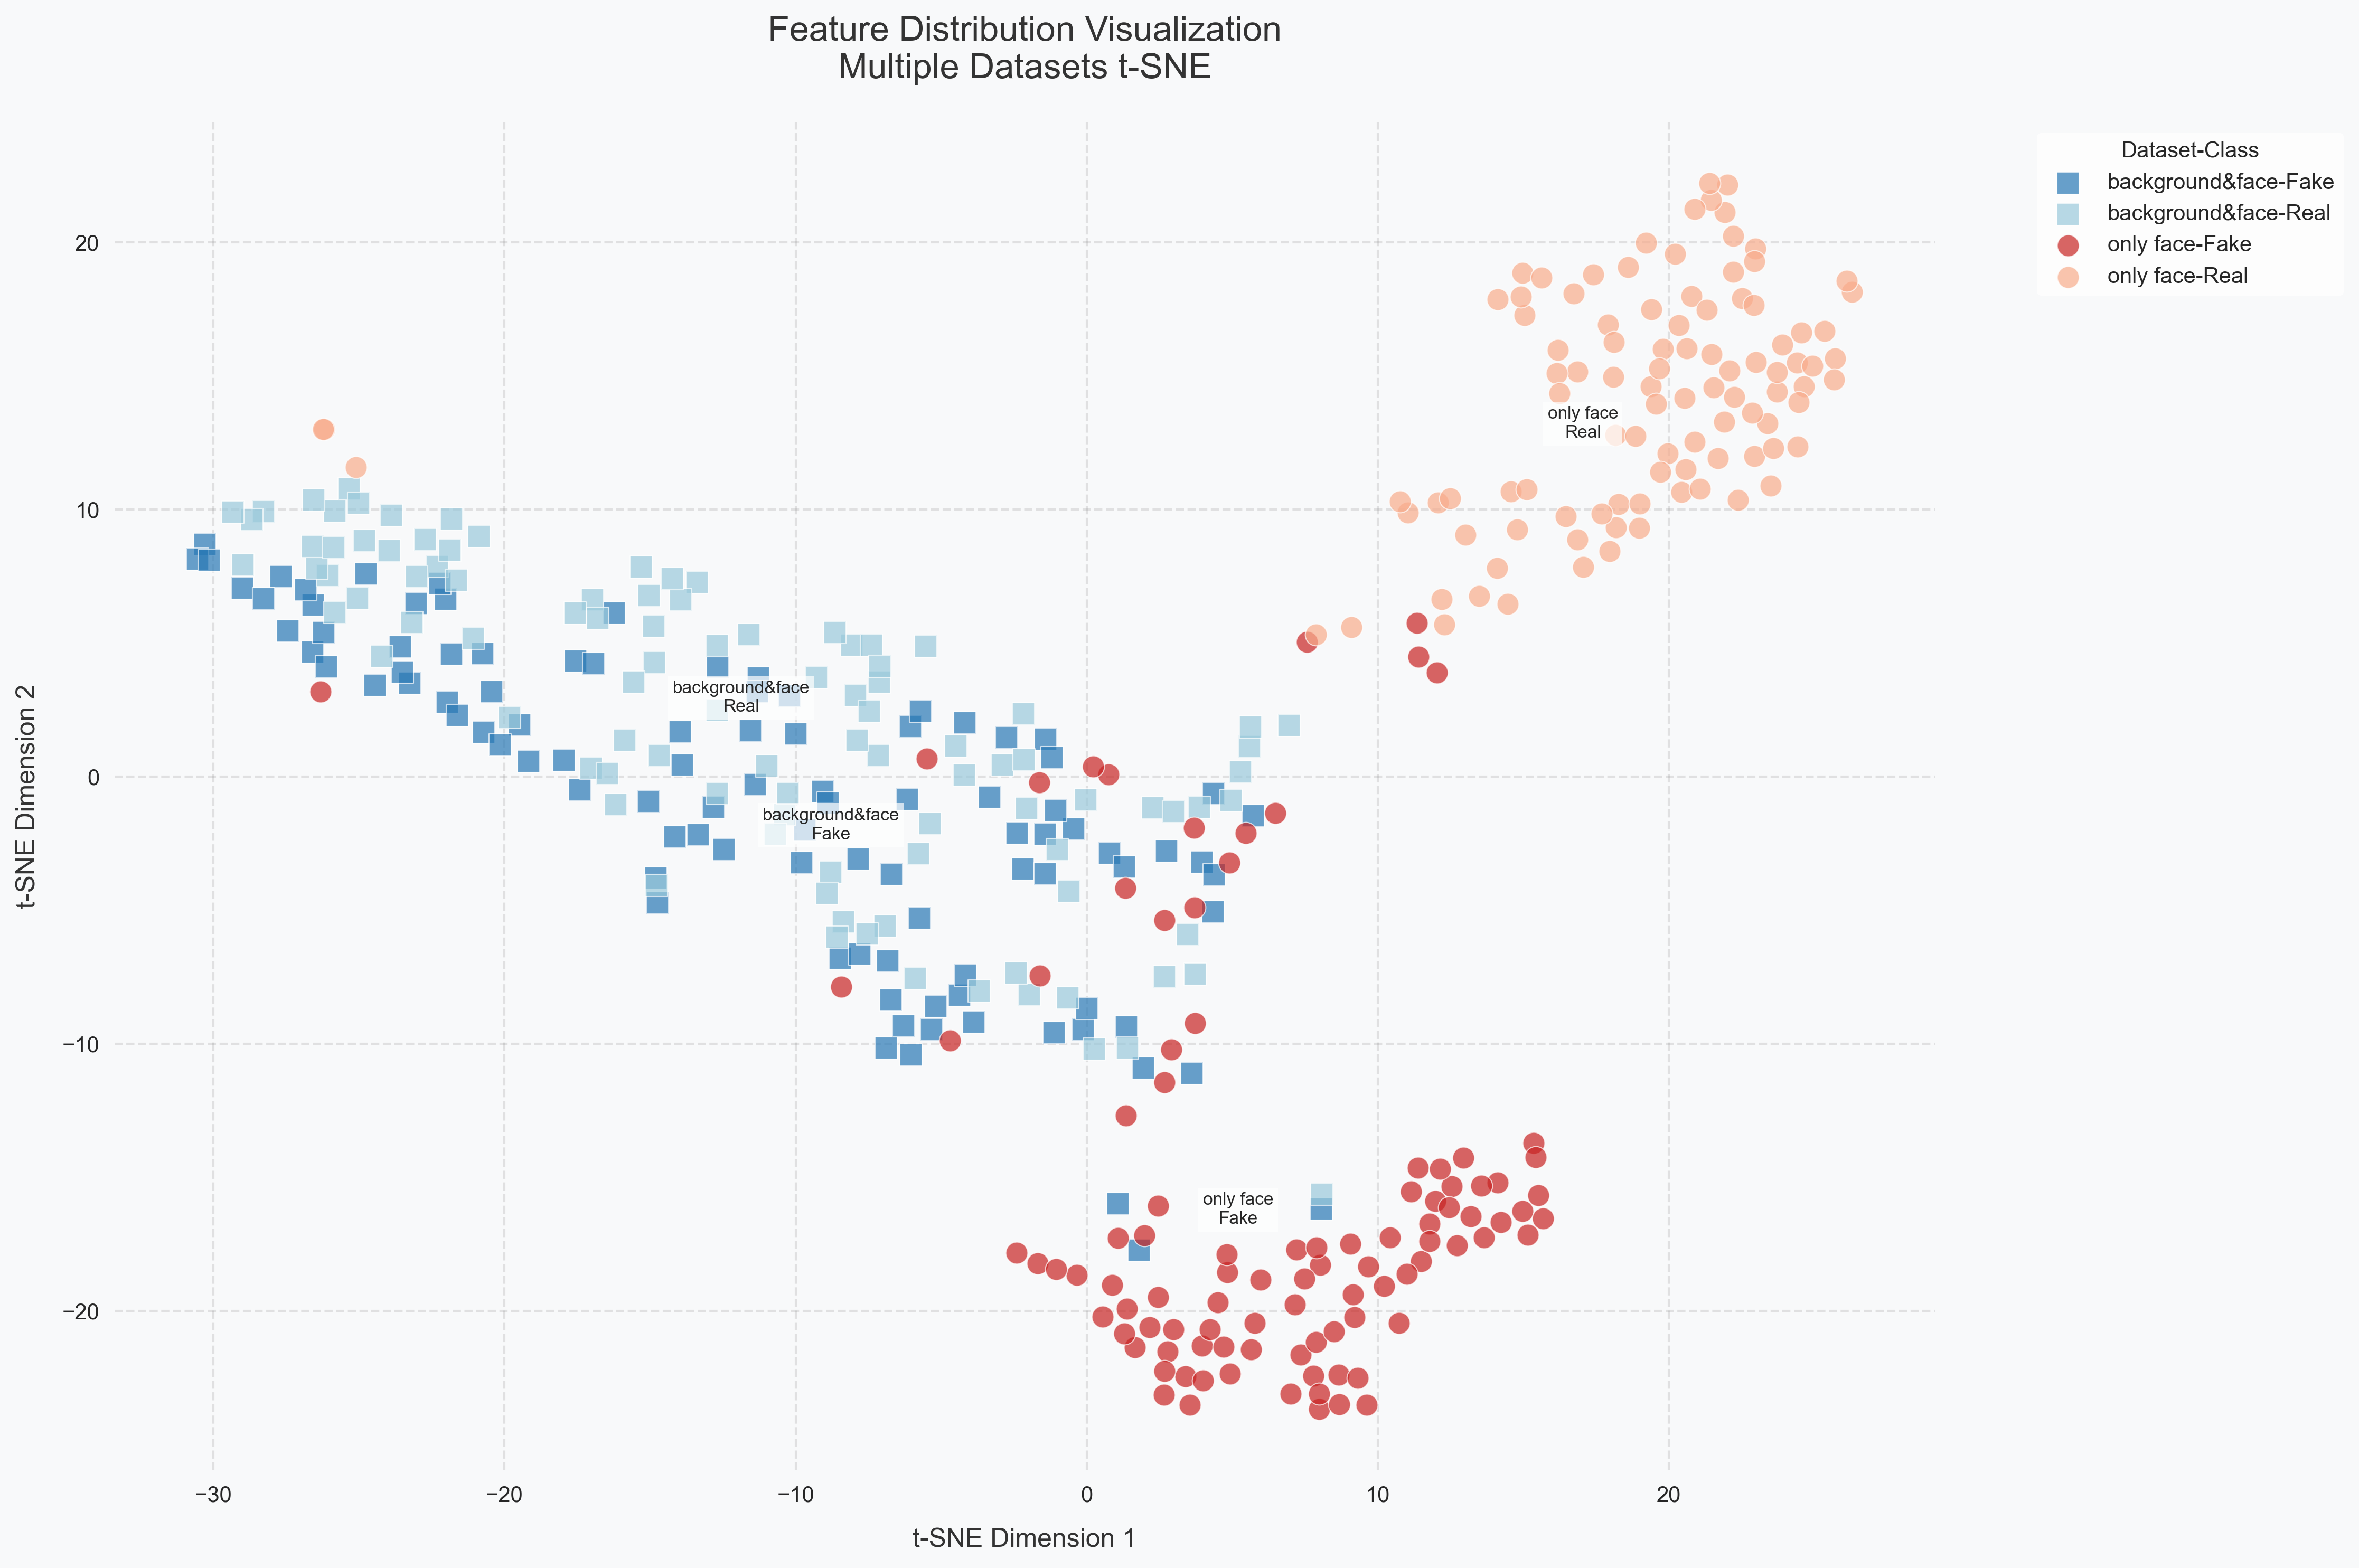 Feature Distribution Visualization
Multiple Datasets t-SNE
Dataset-Class
background&face-Fake
background&face-Real
only face-Fake
only face-Real
t-SNE Dimension 2
20
10
0
−10
−20
only face
Real
background&face
Real
background&face
Fake
only face
Fake
−30
−20
−10
0
10
20
t-SNE Dimension 1